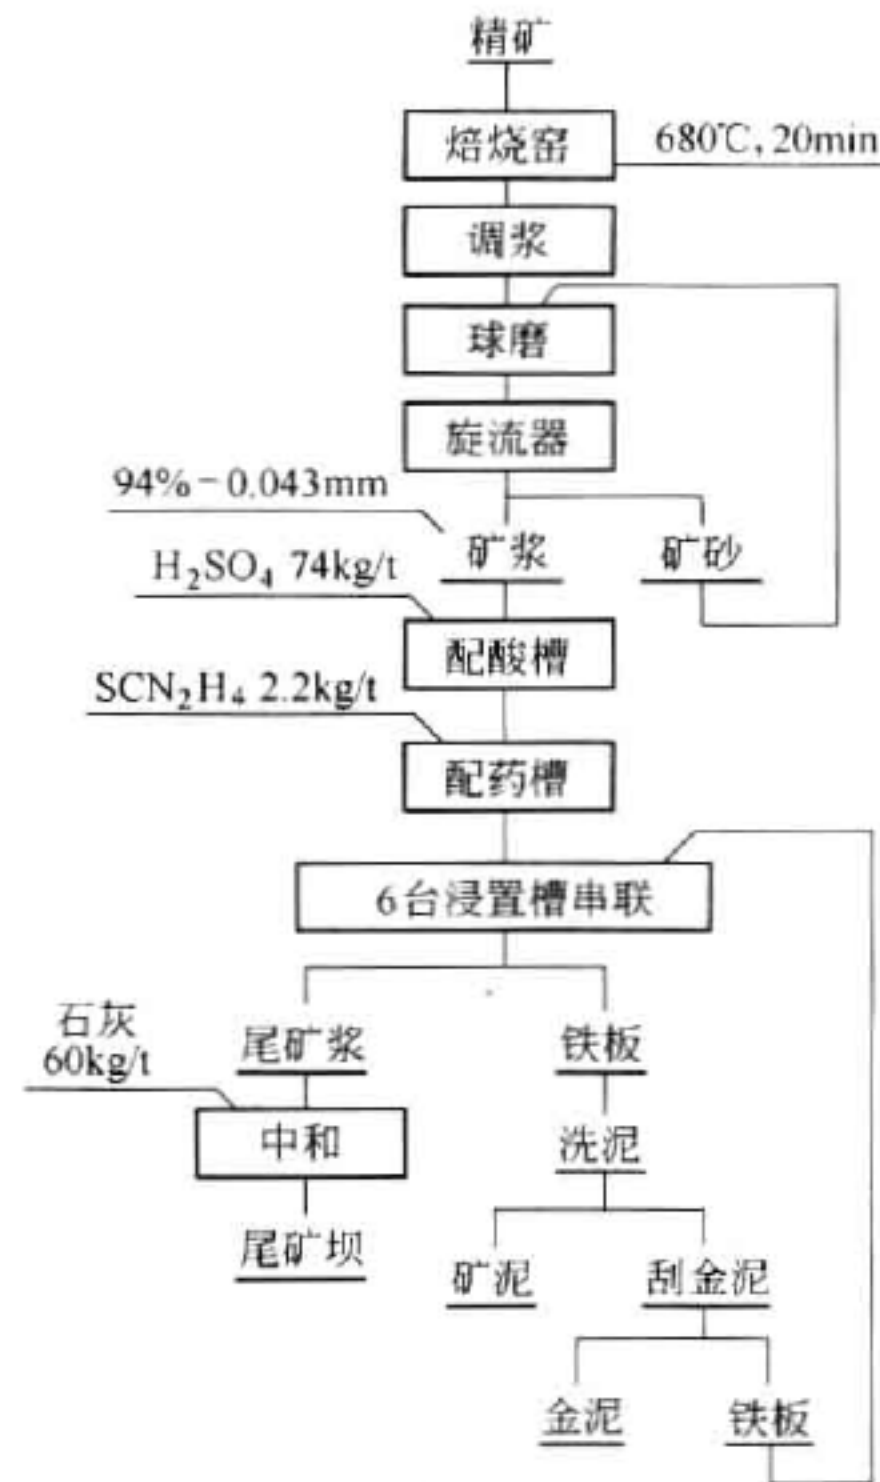 精矿
焙烧窑
680℃,20min
调浆
球磨
旋流器
94%-0.043mm
矿浆
矿砂
H₂SO₄ 74kg/t
配酸槽
SCN₂H₄ 2.2kg/t
配药槽
6台浸置槽串联
石灰
60kg/t
尾矿浆
铁板
中和
洗泥
尾矿坝
矿泥
刮金泥
金泥
铁板